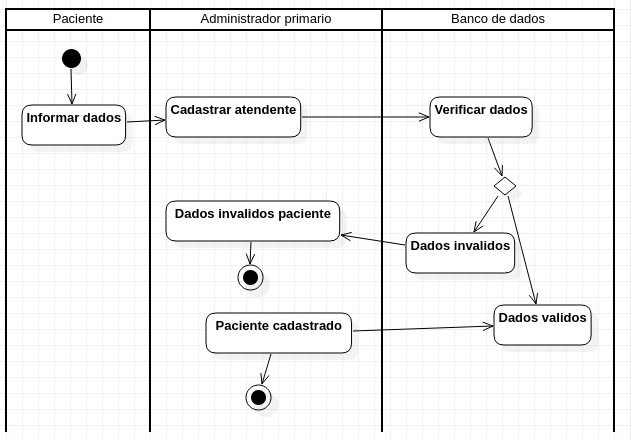 Paciente
Administrador primario
Banco de dados
Informar dados
Cadastrar atendente
Verificar dados
Dados invalidos paciente
Dados invalidos
Paciente cadastrado
Dados validos